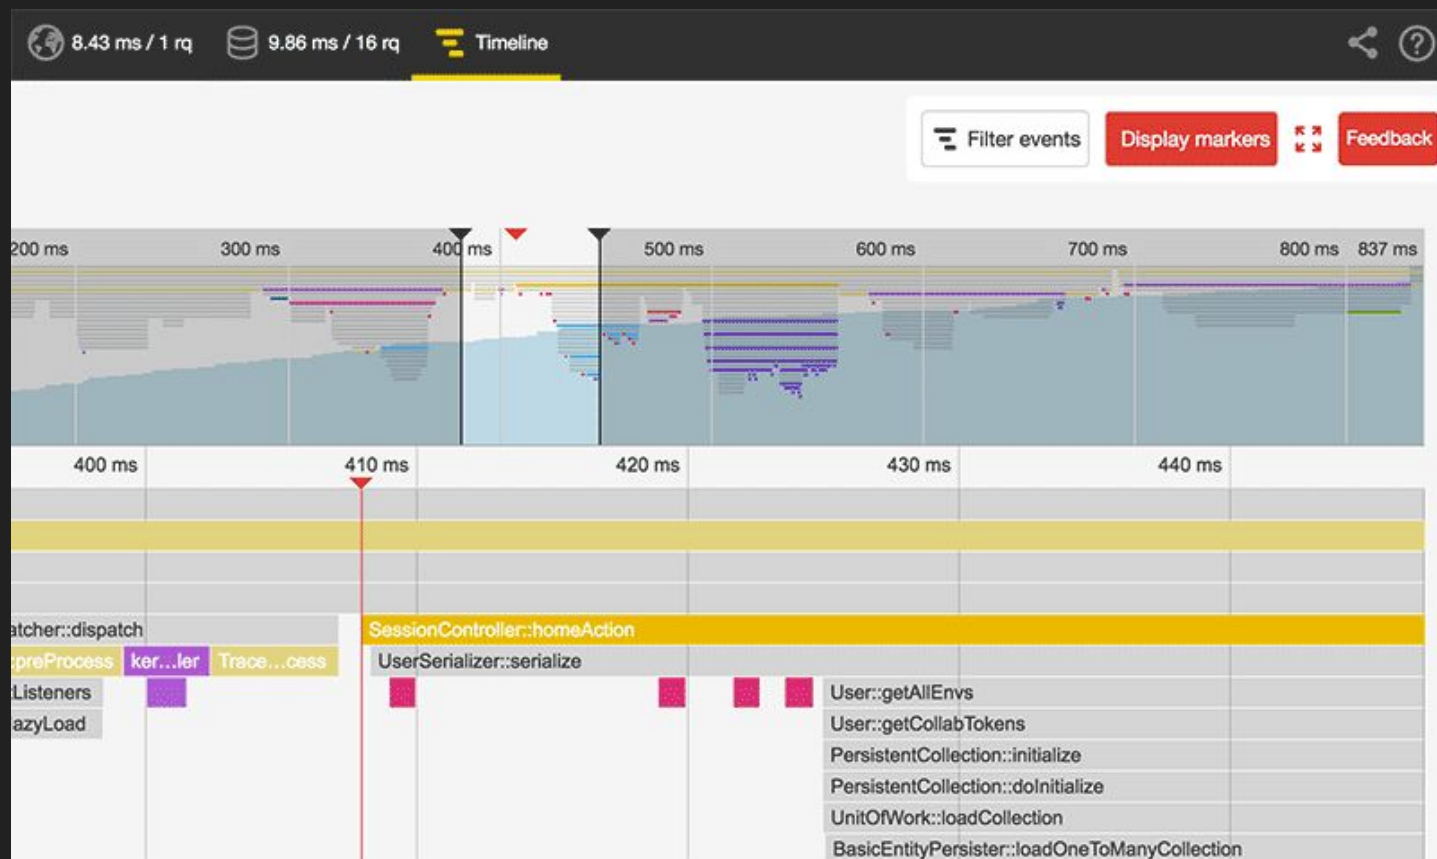 8.43 ms / 1 rq 9.86 ms / 16 rq Timeline
Filter events Display markers Feedback
200 ms 300 ms 400 ms 500 ms 600 ms 700 ms 800 ms 837 ms
400 ms 410 ms 420 ms 430 ms 440 ms
atcher::dispatch SessionController::homeAction
:preProcess ker...ler Trace...cess UserSerializer::serialize
:Listeners User::getAllEnvs
azyLoad User::getCollabTokens
PersistentCollection::initialize
PersistentCollection::doInitialize
UnitOfWork::loadCollection
BasicEntityPersister::loadOneToManyCollection